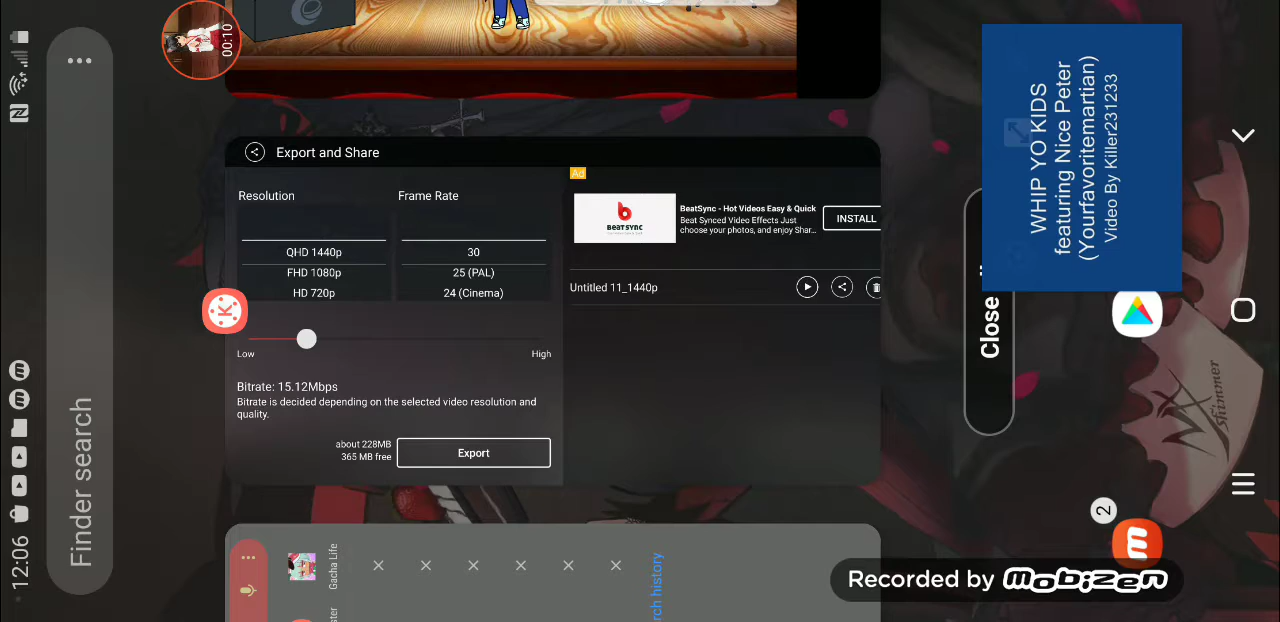 00:10
Export and Share
Resolution
Frame Rate
QHD 1440p
FHD 1080p
HD 720p
30
25 (PAL)
24 (Cinema)
Low
High
Bitrate: 15.12Mbps
Bitrate is decided depending on the selected video resolution and
quality.
about 228MB
365 MB free
Export
Ad
BEAT SYNC
BeatSync - Hot Videos Easy & Quick
Beat Synced Video Effects Just
choose your photos, and enjoy Shar...
INSTALL
Untitled 11_1440p
WHIP YO KIDS
featuring Nice Peter
(Yourfavoritemartian)
Video By Killer231233
Close
Shimmer
2
Recorded by mobizen
Finder search
12:06
Gacha Life